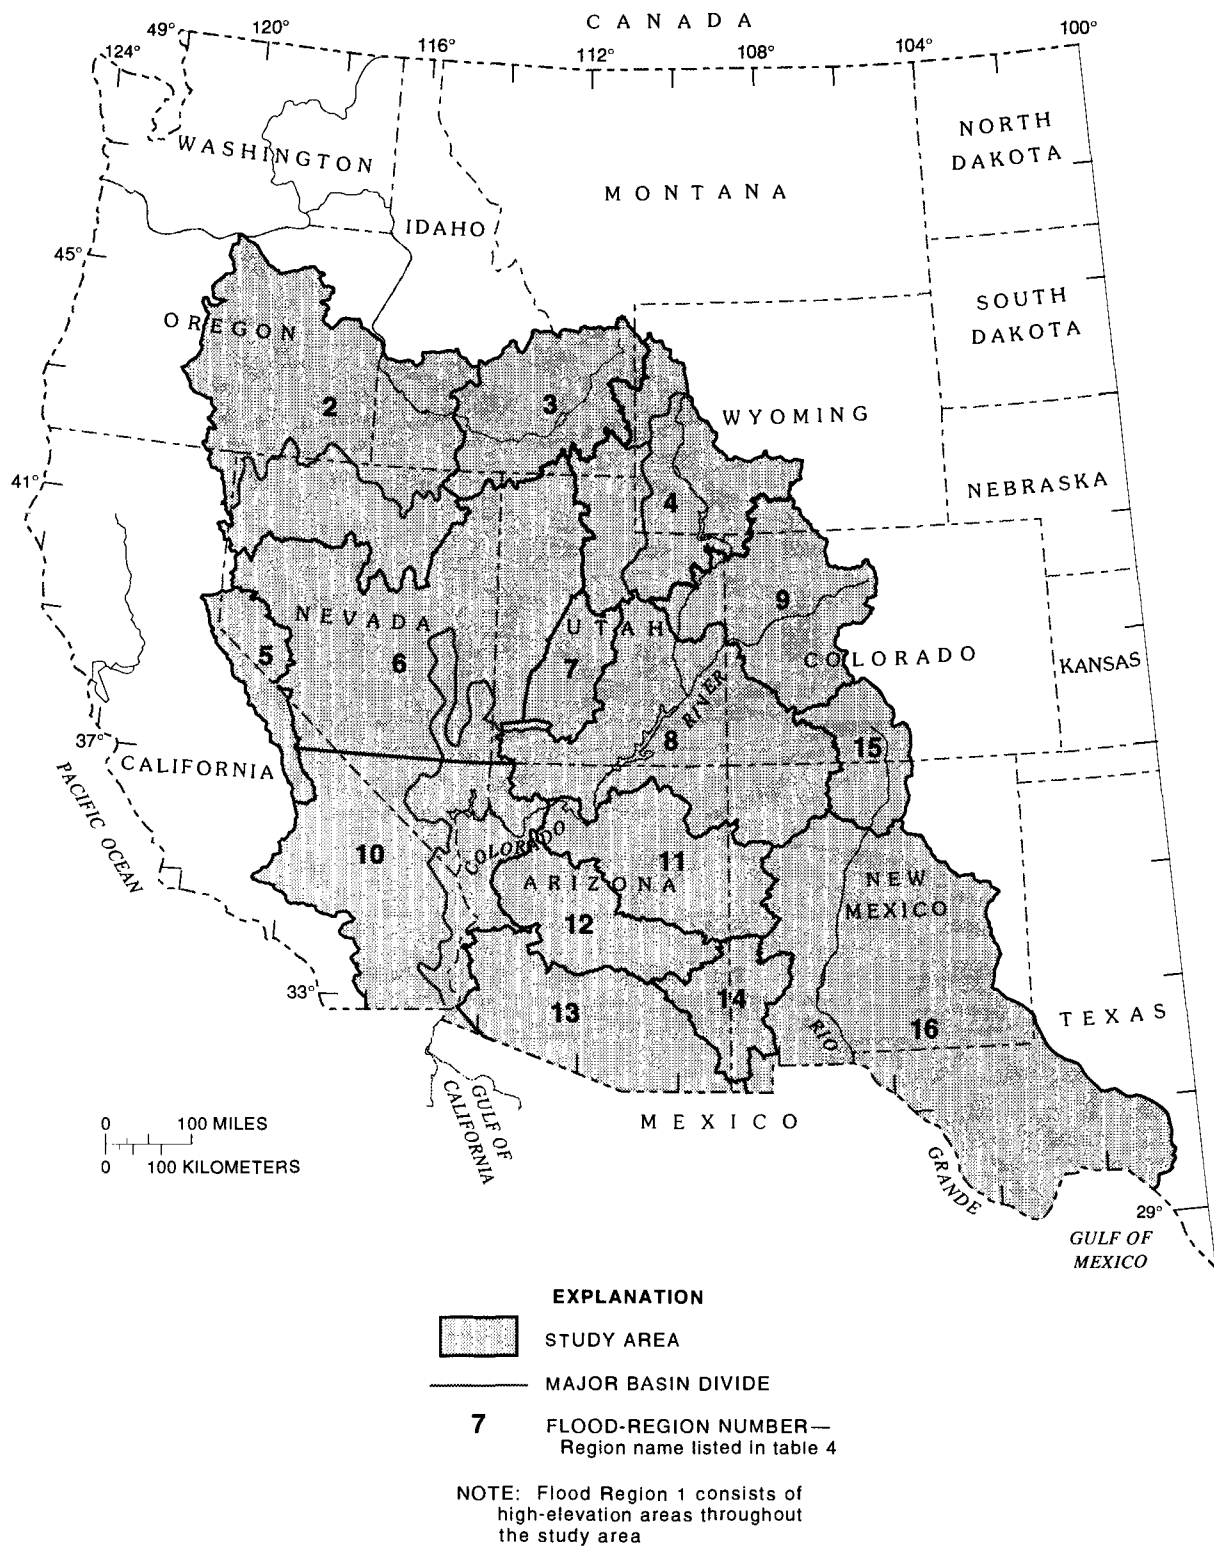 CANADA
49°
124°
120°
116°
112°
108°
104°
100°
WASHINGTON
MONTANA
NORTH
DAKOTA
IDAHO
45°
OREGON
SOUTH
DAKOTA
2
3
WYOMING
41°
4
NEBRASKA
NEVADA
UTAH
9
5
6
7
COLORADO
KANSAS
RIVER
8
15
37°
CALIFORNIA
PACIFIC OCEAN
COLORADO
10
11
ARIZONA
NEW
MEXICO
12
33°
13
14
RIO
16
TEXAS
GULF OF
CALIFORNIA
MEXICO
GRANDE
29°
GULF OF
MEXICO
0 100 MILES
0 100 KILOMETERS
EXPLANATION
STUDY AREA
MAJOR BASIN DIVIDE
7 FLOOD-REGION NUMBER—
Region name listed in table 4
NOTE: Flood Region 1 consists of
high-elevation areas throughout
the study area